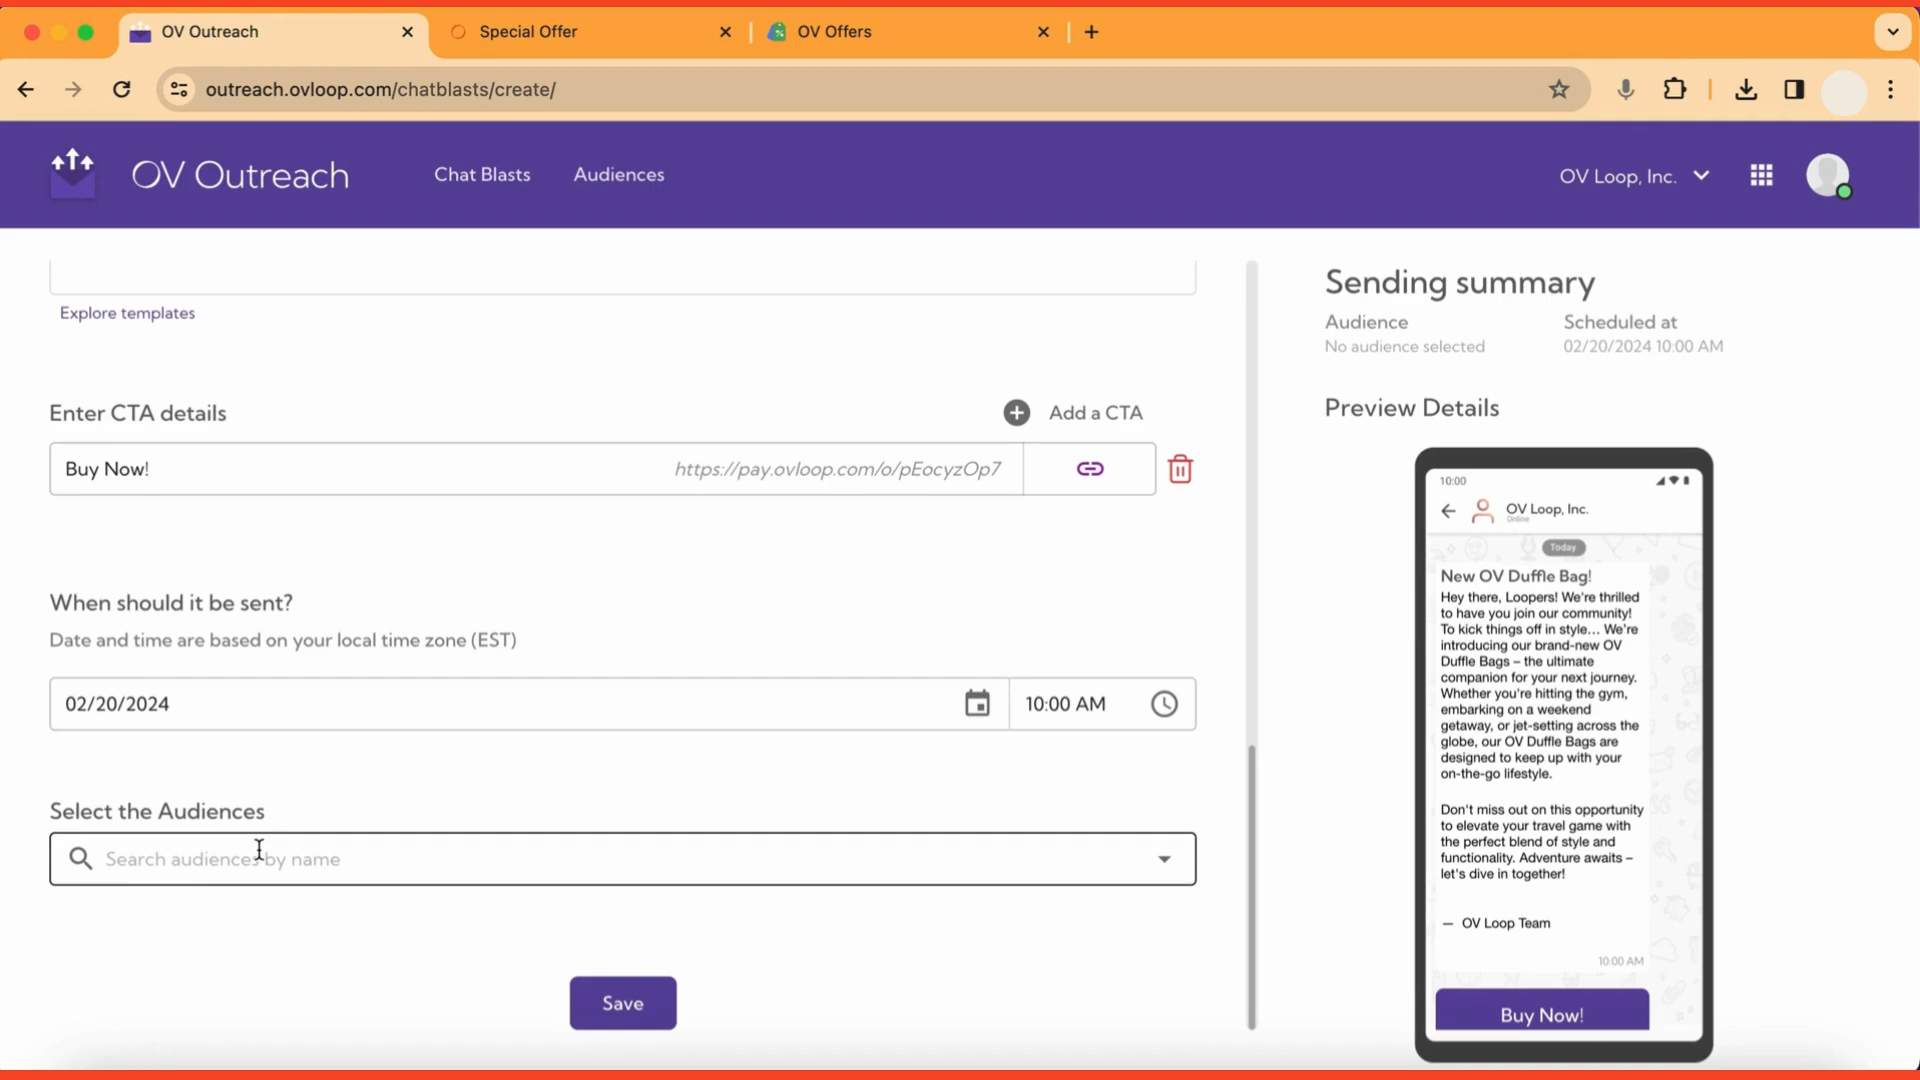 OV Outreach
Special Offer
OV Offers
outreach.ovloop.com/chatblasts/create/
OV Outreach
Chat Blasts
Audiences
OV Loop, Inc.
Explore templates
Enter CTA details
Add a CTA
Buy Now!
https://pay.ovloop.com/o/pEocyzOp7
When should it be sent?
Date and time are based on your local time zone (EST)
02/20/2024
10:00 AM
Select the Audiences
Search audiences by name
Save
Sending summary
Audience
Scheduled at
No audience selected
02/20/2024 10:00 AM
Preview Details
10:00
OV Loop, Inc.
Online
Today
New OV Duffle Bag!
Hey there, Loopers! We're thrilled
to have you join our community!
To kick things off in style... We're
introducing our brand-new OV
Duffle Bags – the ultimate
companion for your next journey.
Whether you're hitting the gym,
embarking on a weekend
getaway, or jet-setting across the
globe, our OV Duffle Bags are
designed to keep up with your
on-the-go lifestyle.
Don't miss out on this opportunity
to elevate your travel game with
the perfect blend of style and
functionality. Adventure awaits –
let's dive in together!
— OV Loop Team
10:00 AM
Buy Now!